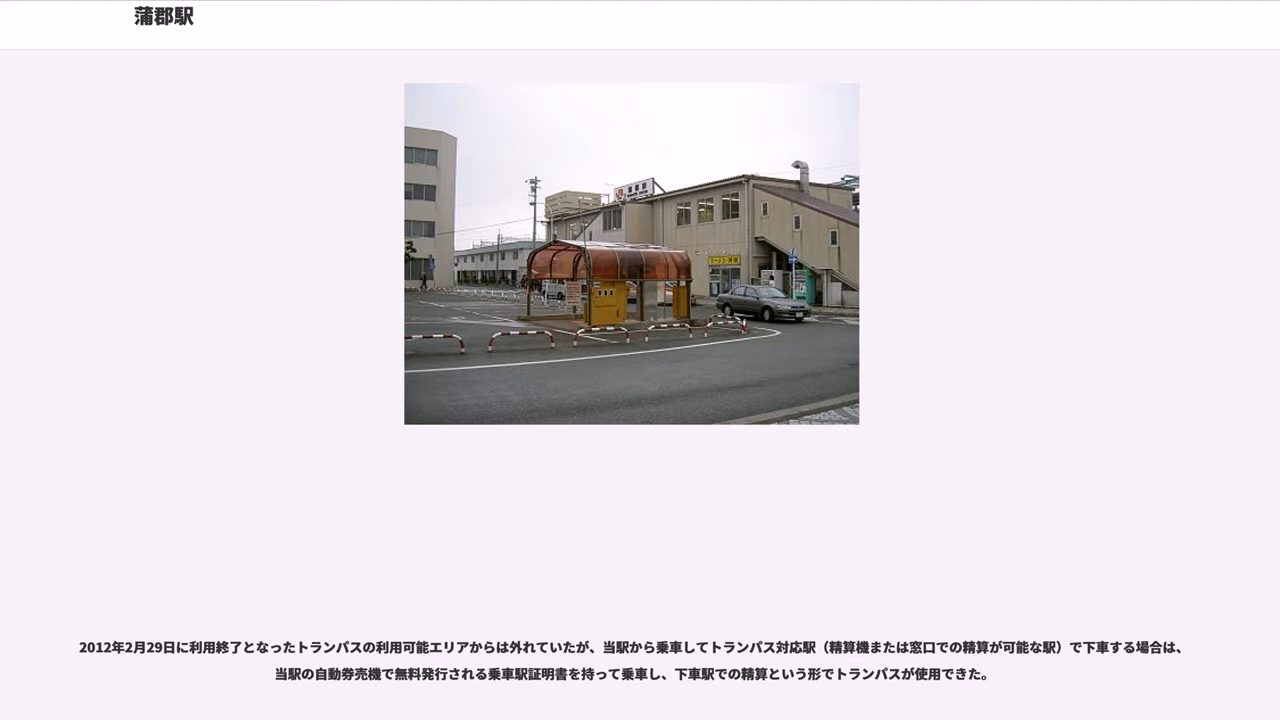 蒲郡駅
2012年2月29日に利用終了となったトランパスの利用可能エリアからは外れていたが、当駅から乗車してトランパス対応駅（精算機または窓口での精算が可能な駅）で下車する場合は、
当駅の自動券売機で無料発行される乗車駅証明書を持って乗車し、下車駅での精算という形でトランパスが使用できた。